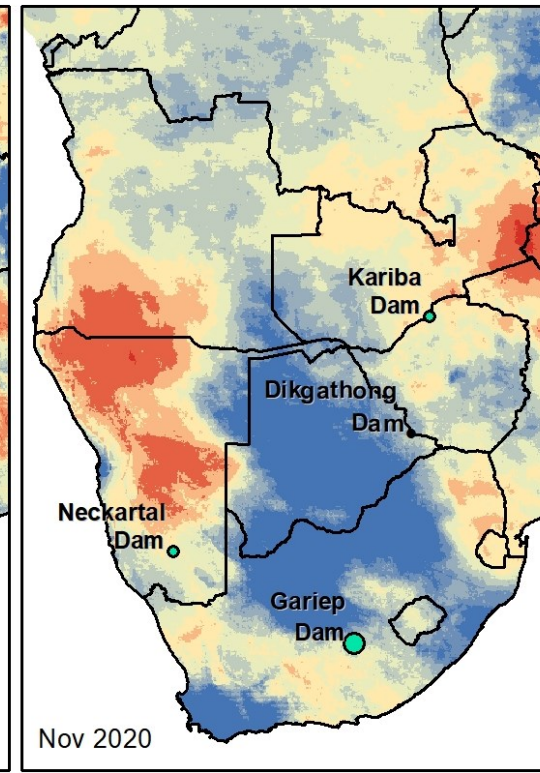 Kariba
Dam
Dikgathong
Dam
Neckartal
Dam
Gariep
Dam
Nov 2020